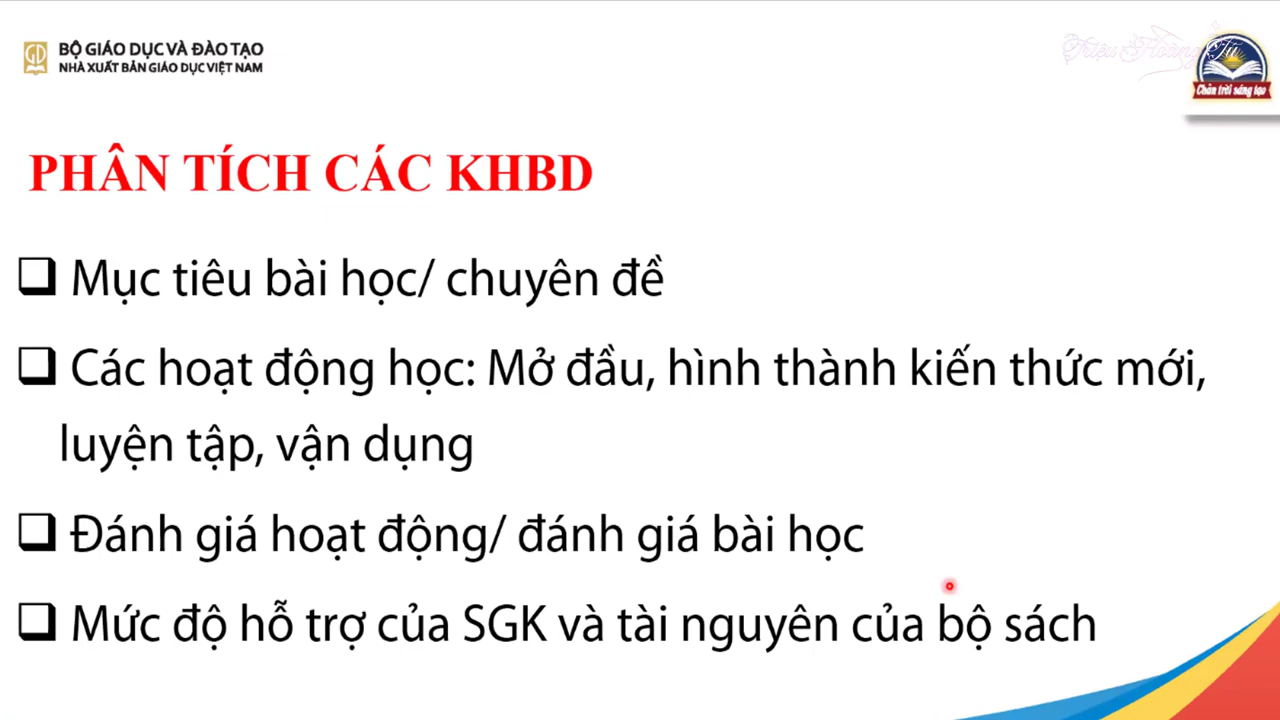 BỘ GIÁO DỤC VÀ ĐÀO TẠO
NHÀ XUẤT BẢN GIÁO DỤC VIỆT NAM
Triệu Hoàng Tú
Chân trời sáng tạo
PHÂN TÍCH CÁC KHBD
Mục tiêu bài học/ chuyên đề
Các hoạt động học: Mở đầu, hình thành kiến thức mới,
luyện tập, vận dụng
Đánh giá hoạt động/ đánh giá bài học
Mức độ hỗ trợ của SGK và tài nguyên của bộ sách